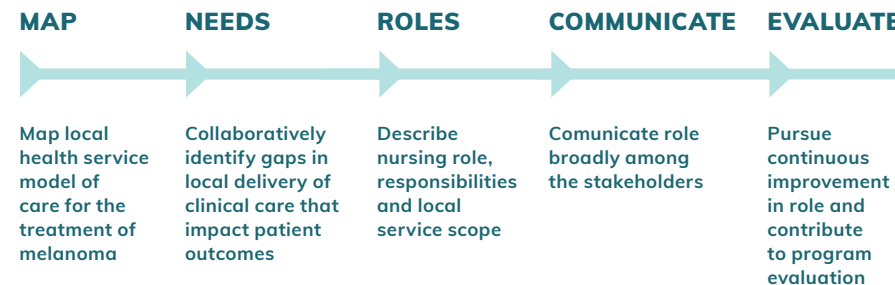 MAP
NEEDS
ROLES
COMMUNICATE
EVALUATE
Map local
health service
model of
care for the
treatment of
melanoma
Collaboratively
identify gaps in
local delivery of
clinical care that
impact patient
outcomes
Describe
nursing role,
responsibilities
and local
service scope
Comunicate role
broadly among
the stakeholders
Pursue
continuous
improvement
in role and
contribute
to program
evaluation